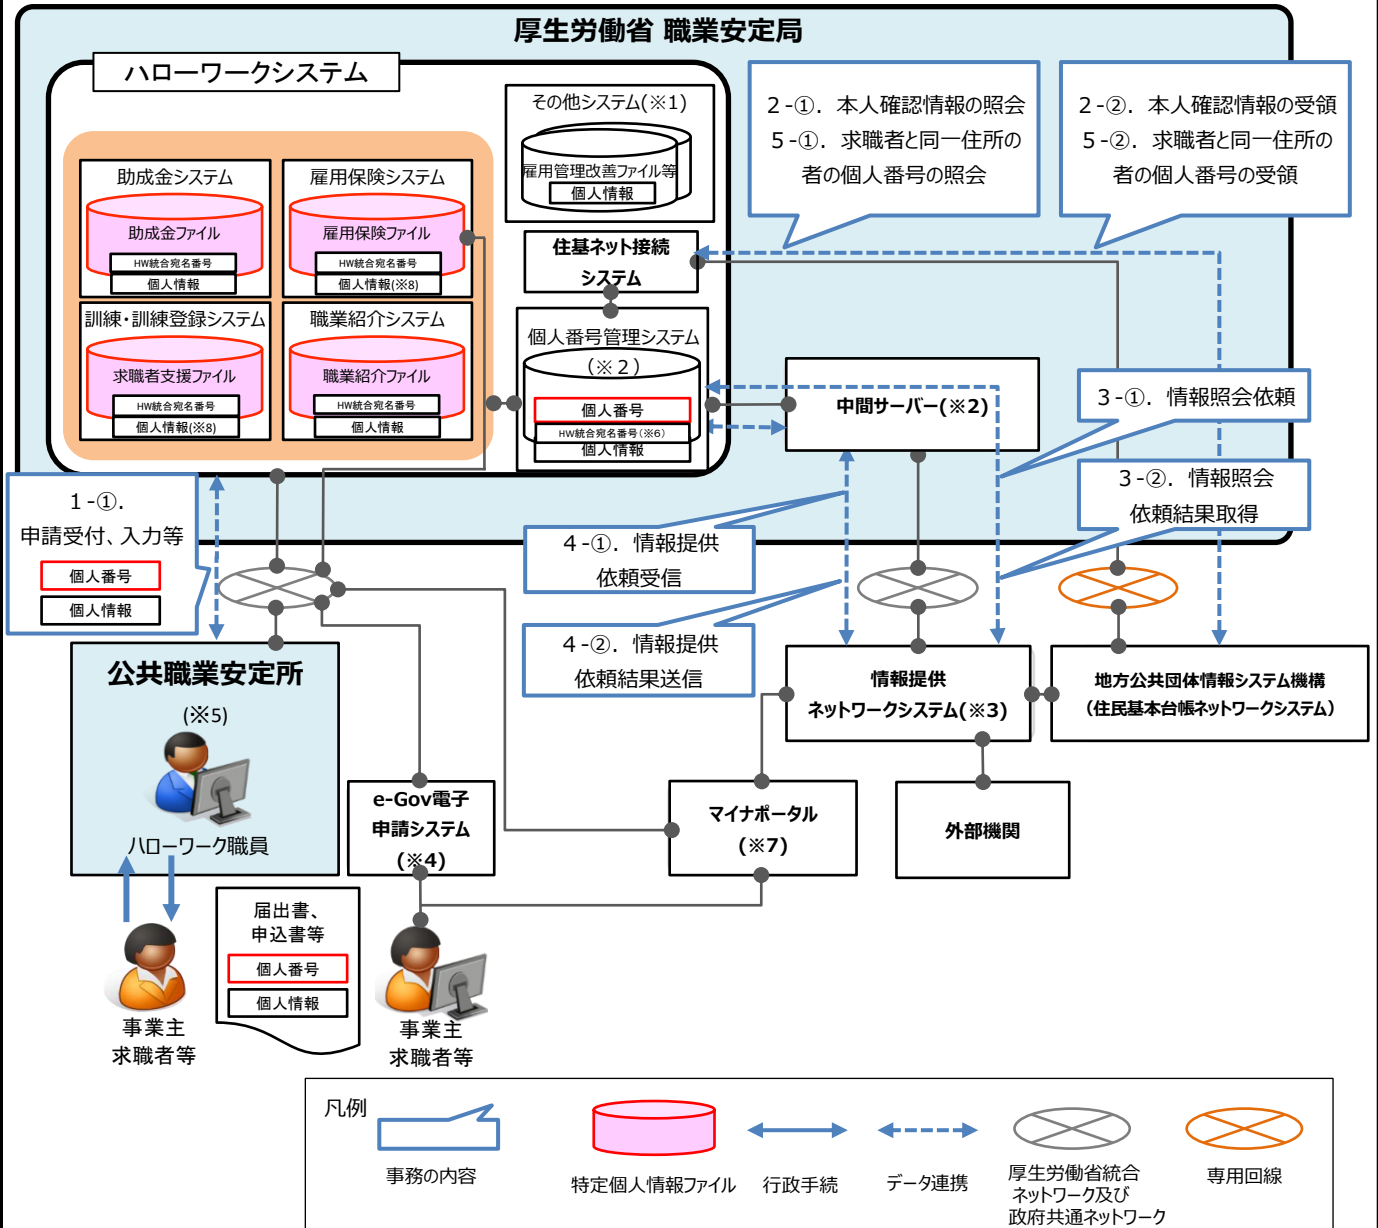 厚生労働省 職業安定局
ハローワークシステム
その他システム(※1)
雇用管理改善ファイル等
個人情報
2-①．本人確認情報の照会
5-①．求職者と同一住所の
者の個人番号の照会
2-②．本人確認情報の受領
5-②．求職者と同一住所の
者の個人番号の受領
助成金システム
助成金ファイル
HW統合宛名番号
個人情報
雇用保険システム
雇用保険ファイル
HW統合宛名番号
個人情報(※8)
住基ネット接続
システム
訓練・訓練登録システム
求職者支援ファイル
HW統合宛名番号
個人情報(※8)
職業紹介システム
職業紹介ファイル
HW統合宛名番号
個人情報
個人番号管理システム
(※２)
個人番号
HW統合宛名番号(※6)
個人情報
中間サーバー(※2)
3-①．情報照会依頼
3-②．情報照会
依頼結果取得
1-①．
申請受付、入力等
個人番号
個人情報
4-①．情報提供
依頼受信
4-②．情報提供
依頼結果送信
公共職業安定所
(※5)
ハローワーク職員
情報提供
ネットワークシステム(※3)
地方公共団体情報システム機構
（住民基本台帳ネットワークシステム）
e-Gov電子
申請システム
(※4)
マイナポータル
(※7)
外部機関
届出書、
申込書等
個人番号
個人情報
事業主
求職者等
事業主
求職者等
凡例
事務の内容
特定個人情報ファイル
行政手続
データ連携
厚生労働省統合
ネットワーク及び
政府共通ネットワーク
専用回線